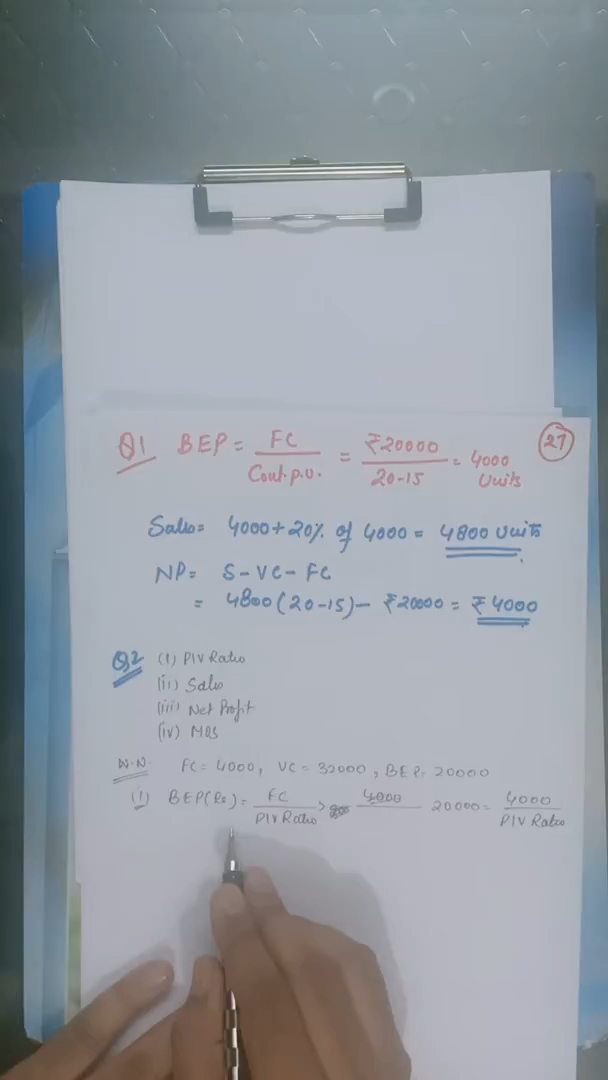 Q1 BEP = FC / Cont.p.u. = ₹20000 / 20-15 = 4000 Units
27
Sales = 4000 + 20% of 4000 = 4800 Units
NP = S - VC - FC
= 4800 (20-15) - ₹20000 = ₹4000
Q2 (i) P/V Ratio
(ii) Sales
(iii) Net Profit
(iv) MOS
W.N. FC = 4000, VC = 32000, BEP = 20000
(i) BEP (Rs) = FC / P/V Ratio 4000 20000 = 4000 / P/V Ratio